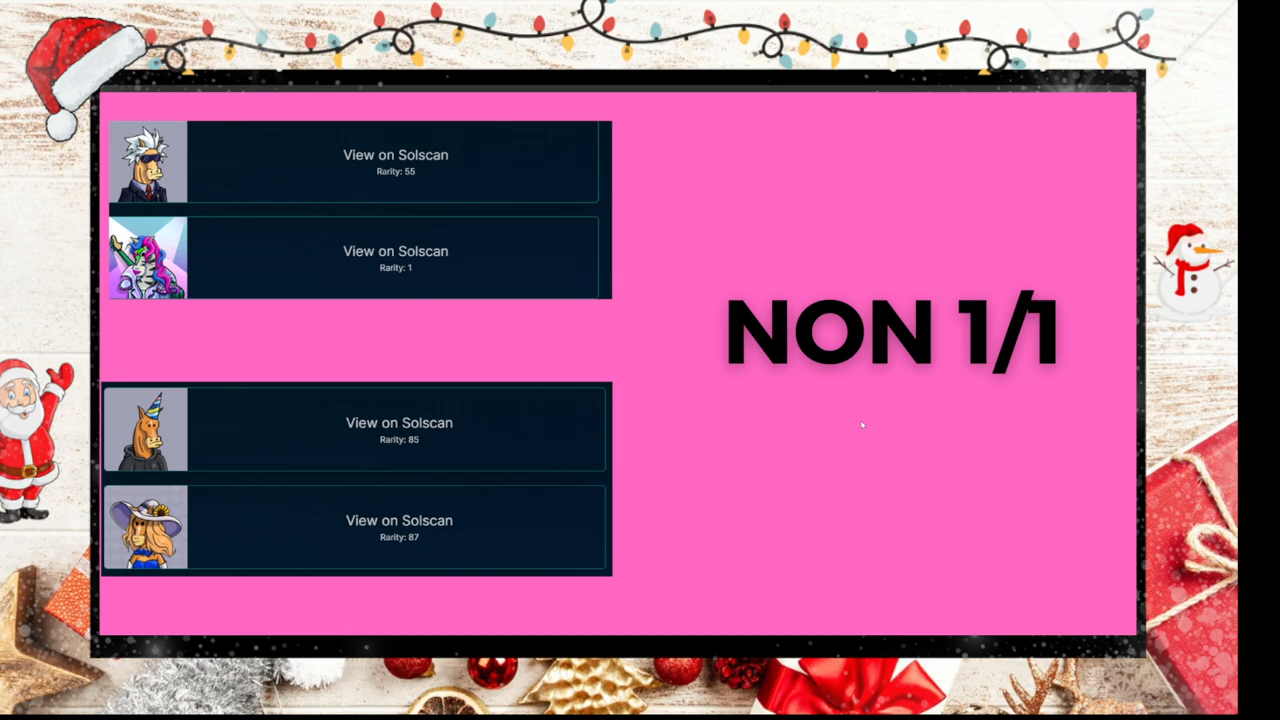 View on Solscan
Rarity: 55
View on Solscan
Rarity: 1
NON 1/1
View on Solscan
Rarity: 85
View on Solscan
Rarity: 87